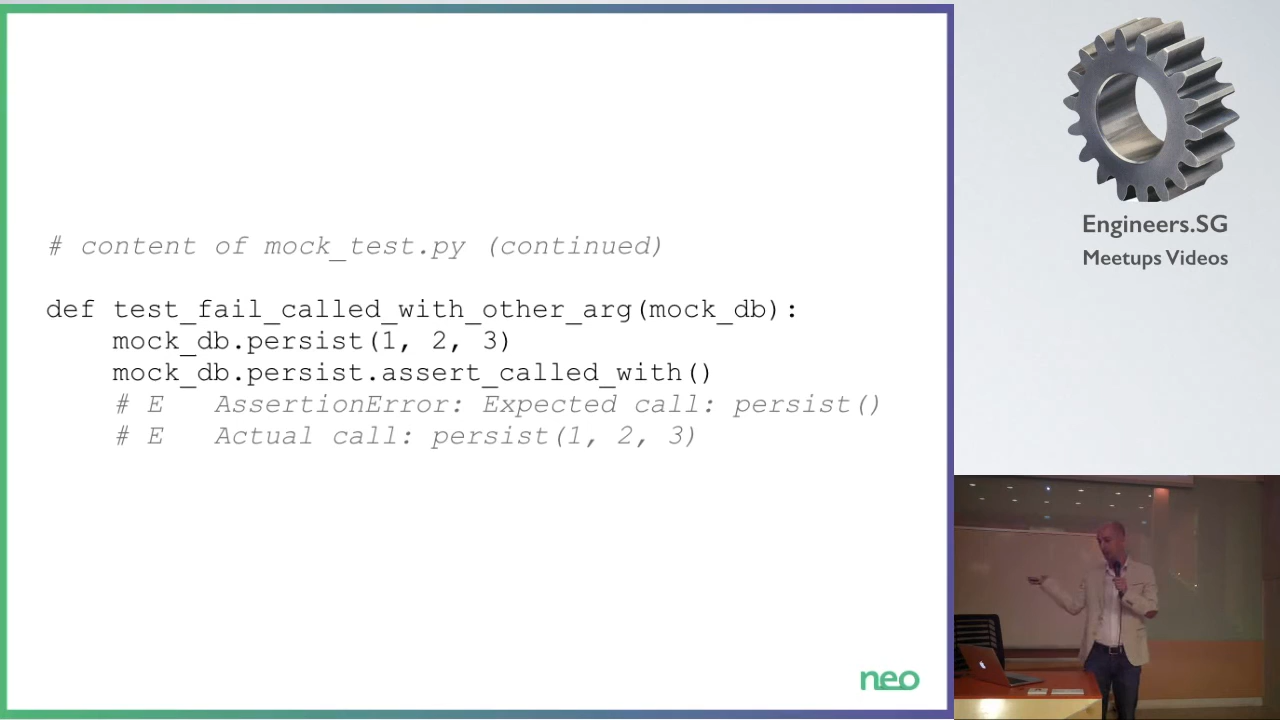 # content of mock_test.py (continued)
def test_fail_called_with_other_arg(mock_db):
    mock_db.persist(1, 2, 3)
    mock_db.persist.assert_called_with()
    # E   AssertionError: Expected call: persist()
    # E   Actual call: persist(1, 2, 3)
neo
Engineers.SG
Meetups Videos